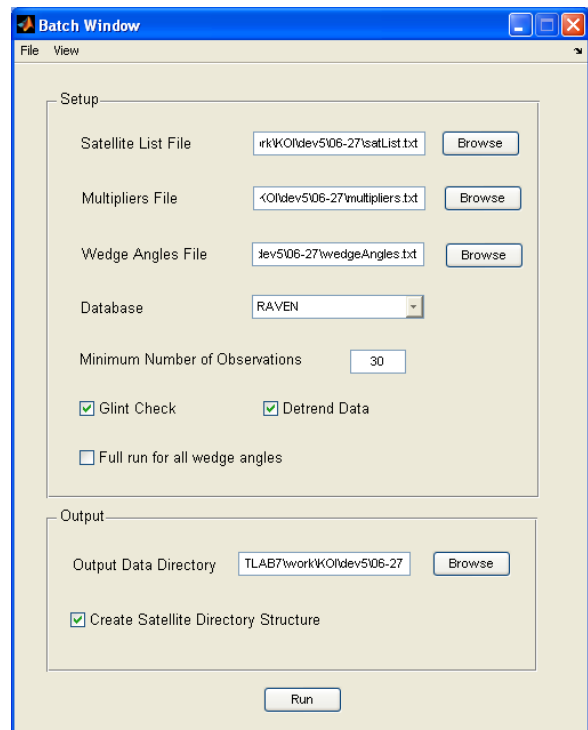 Batch Window
File View
Setup
Satellite List File rk\KOI\dev5\06-27\satList.txt Browse
Multipliers File KOI\dev5\06-27\multipliers.txt Browse
Wedge Angles File dev5\06-27\wedgeAngles.txt Browse
Database RAVEN
Minimum Number of Observations 30
Glint Check Detrend Data
Full run for all wedge angles
Output
Output Data Directory TLAB7\work\KOI\dev5\06-27 Browse
Create Satellite Directory Structure
Run